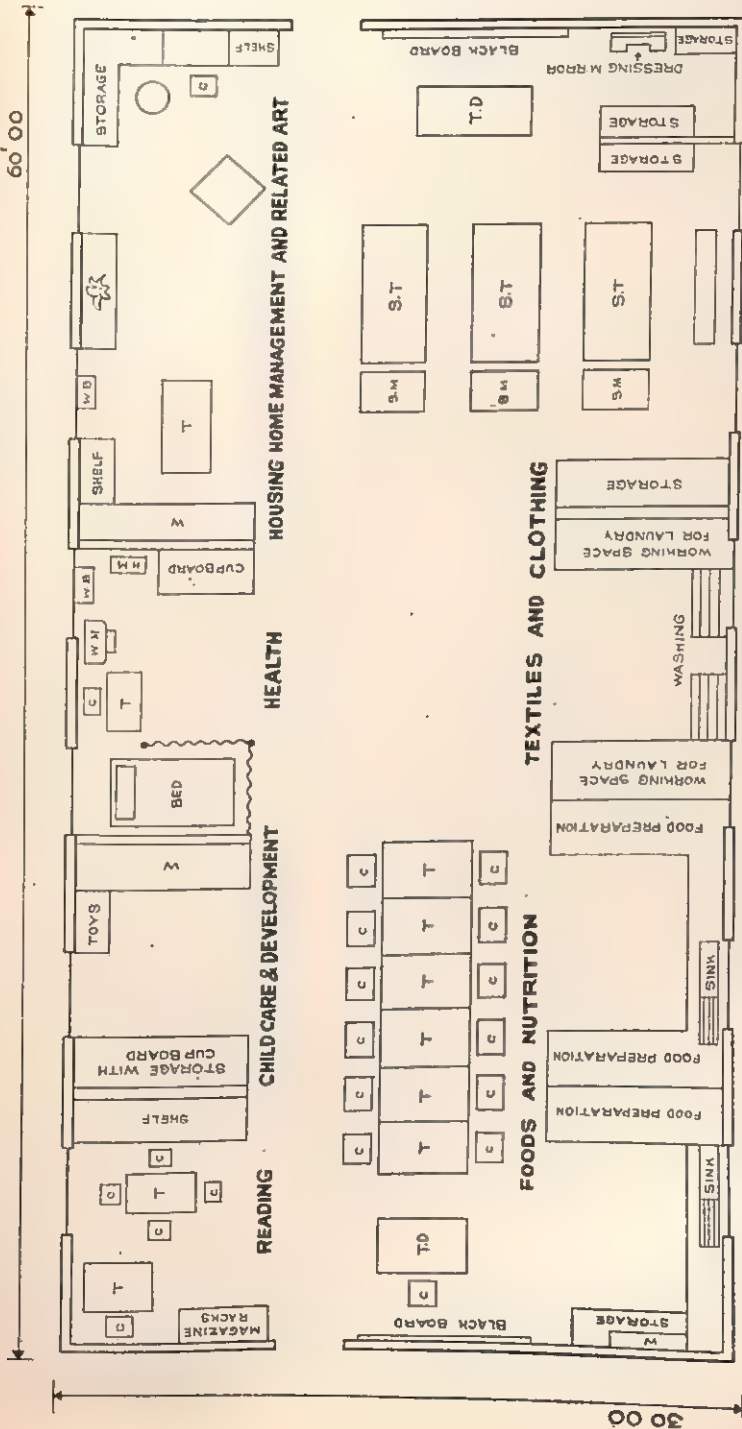 60' 00
30 00
STORAGE
SHELF
C
W B
T
SHELF
W
HOUSING HOME MANAGEMENT AND RELATED ART
W.B
H M
CUPBOARD
W M
C
T
HEALTH
BED
W
TOYS
CHILD CARE & DEVELOPMENT
STORAGE WITH
CUP BOARD
SHELF
C
C
T
C
C
T
C
MAGAZINE
RACKS
READING
BLACK BOARD
T.D
DRESSING MIRROR
STORAGE
STORAGE
STORAGE
S.T
S.T
S.T
S.M
S M
S.M
STORAGE
WORKING SPACE
FOR LAUNDRY
TEXTILES AND CLOTHING
WASHING
WORKING SPACE
FOR LAUNDRY
FOOD PREPARATION
C
C
C
C
C
C
T
T
T
T
T
T
C
C
C
C
C
C
FOODS AND NUTRITION
SINK
FOOD PREPARATION
FOOD PREPARATION
SINK
T.D
C
BLACK BOARD
STORAGE
W